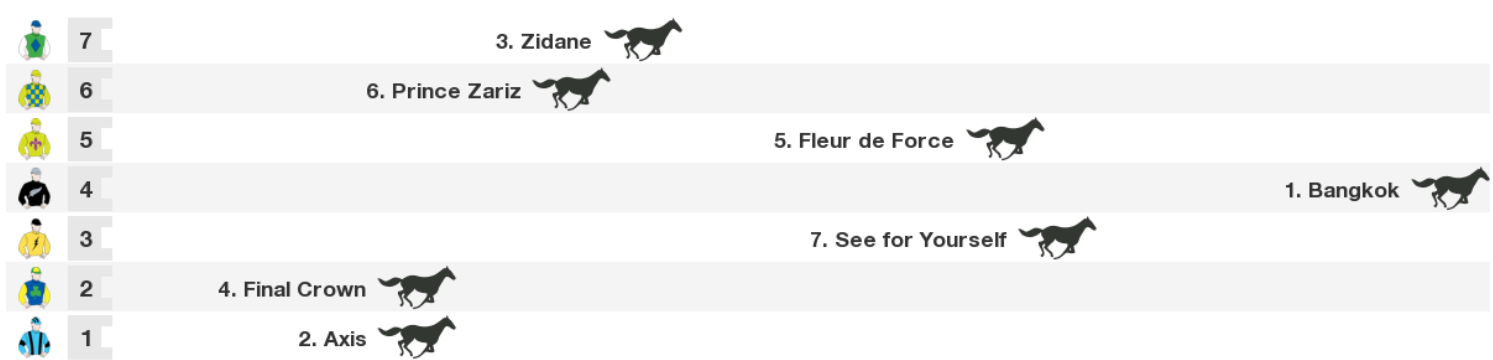 7 3. Zidane
6 6. Prince Zariz
5 5. Fleur de Force
4 1. Bangkok
3 7. See for Yourself
2 4. Final Crown
1 2. Axis